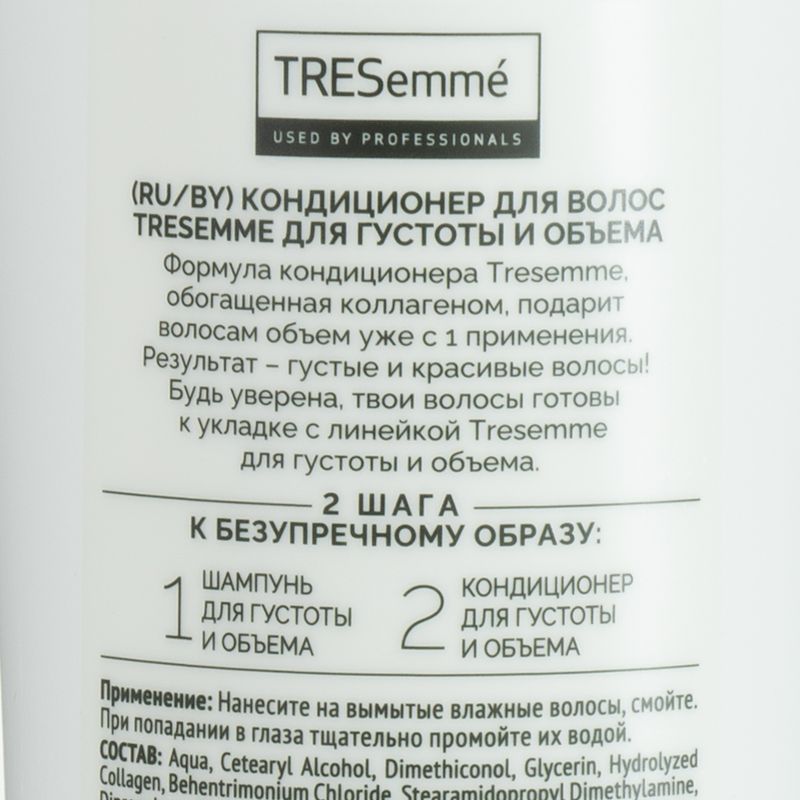 TRESemmé
USED BY PROFESSIONALS
(RU/BY) КОНДИЦИОНЕР ДЛЯ ВОЛОС
TRESEMME ДЛЯ ГУСТОТЫ И ОБЪЕМА
Формула кондиционера Tresemme,
обогащенная коллагеном, подарит
волосам объем уже с 1 применения.
Результат – густые и красивые волосы!
Будь уверена, твои волосы готовы
к укладке с линейкой Tresemme
для густоты и объема.
2 ШАГА
К БЕЗУПРЕЧНОМУ ОБРАЗУ:
1 ШАМПУНЬ
ДЛЯ ГУСТОТЫ
И ОБЪЕМА
2 КОНДИЦИОНЕР
ДЛЯ ГУСТОТЫ
И ОБЪЕМА
Применение: Нанесите на вымытые влажные волосы, смойте.
При попадании в глаза тщательно промойте их водой.
СОСТАВ: Aqua, Cetearyl Alcohol, Dimethiconol, Glycerin, Hydrolyzed
Collagen, Behentrimonium Chloride, Stearamidopropyl Dimethylamine,